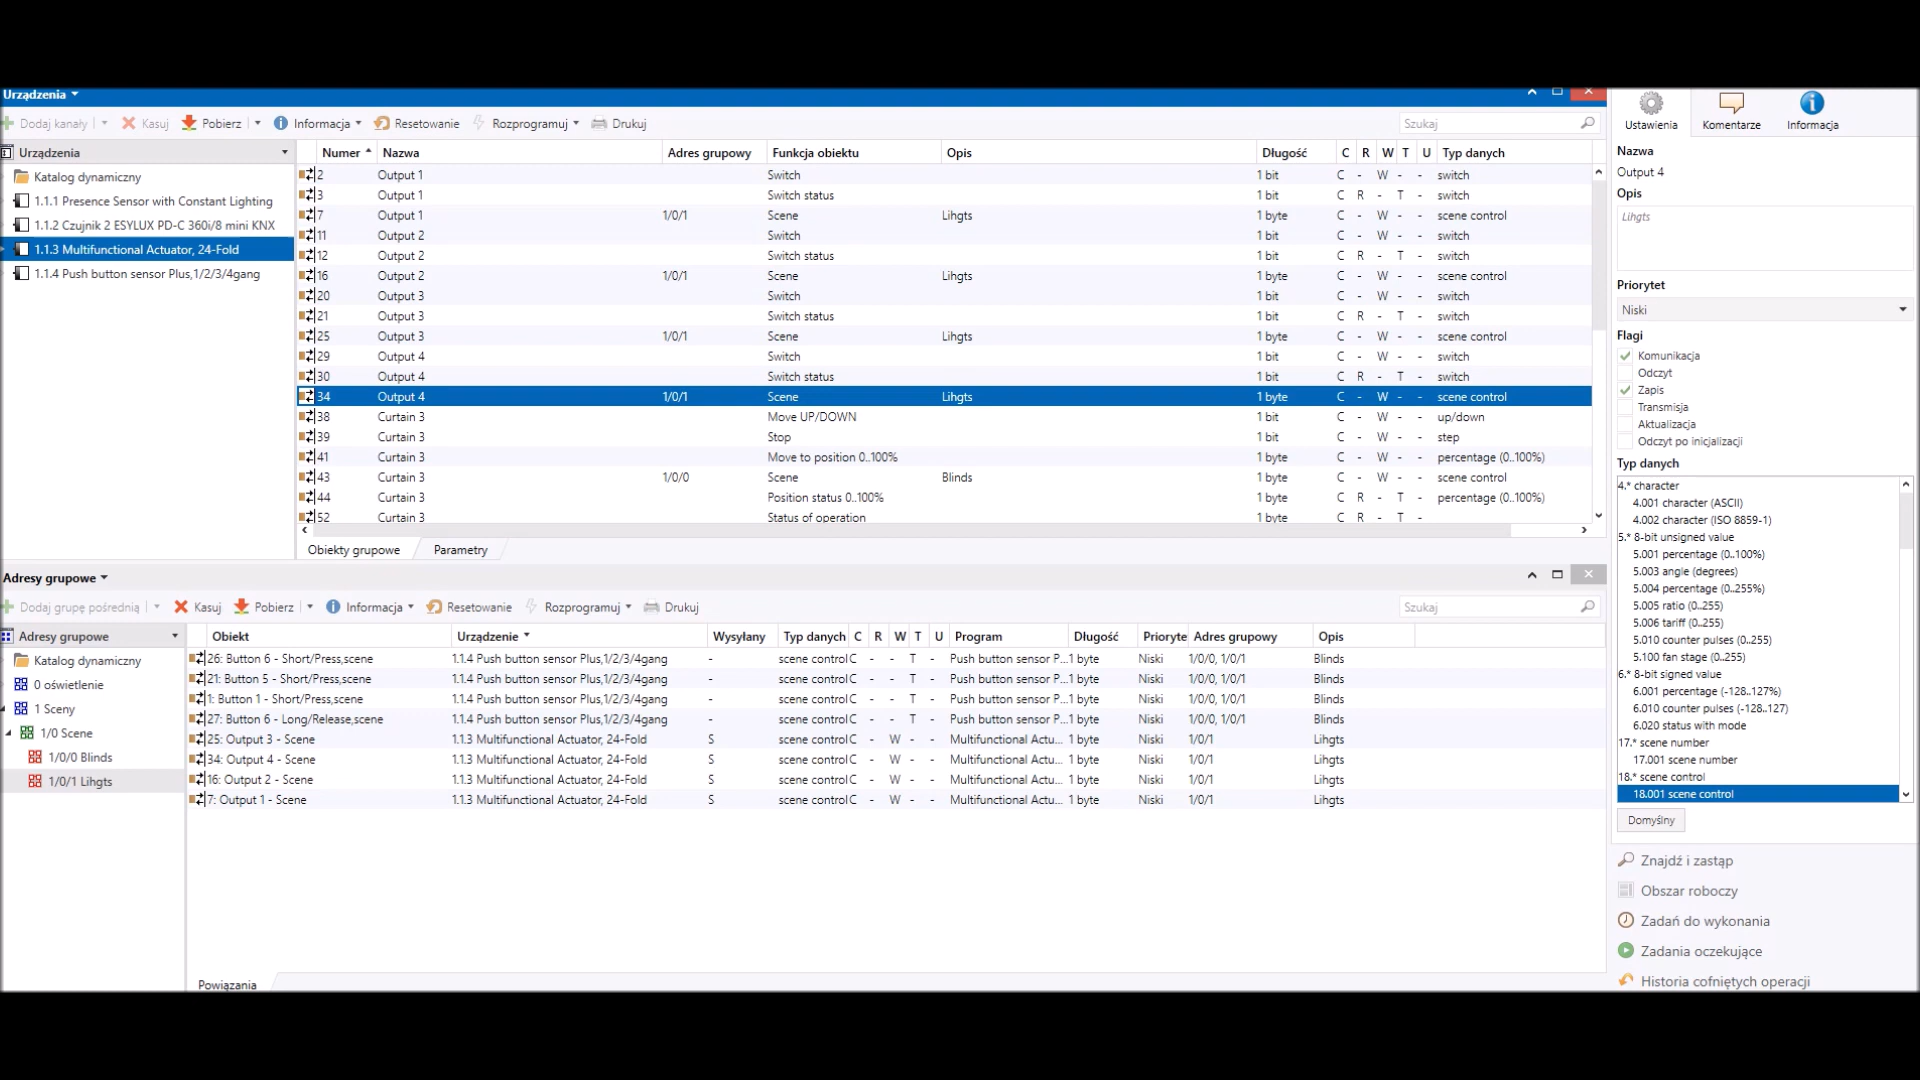 Urządzenia
Dodaj kanały Kasuj Pobierz Informacja Resetowanie Rozprogramuj Drukuj Szukaj
Urządzenia
Katalog dynamiczny
1.1.1 Presence Sensor with Constant Lighting
1.1.2 Czujnik 2 ESYLUX PD-C 360i/8 mini KNX
1.1.3 Multifunctional Actuator, 24-Fold
1.1.4 Push button sensor Plus,1/2/3/4gang
Numer Nazwa Adres grupowy Funkcja obiektu Opis Długość C R W T U Typ danych
2 Output 1 Switch 1 bit C - W - - switch
3 Output 1 Switch status 1 bit C R - T - switch
7 Output 1 1/0/1 Scene Lihgts 1 byte C - W - - scene control
11 Output 2 Switch 1 bit C - W - - switch
12 Output 2 Switch status 1 bit C R - T - switch
16 Output 2 1/0/1 Scene Lihgts 1 byte C - W - - scene control
20 Output 3 Switch 1 bit C - W - - switch
21 Output 3 Switch status 1 bit C R - T - switch
25 Output 3 1/0/1 Scene Lihgts 1 byte C - W - - scene control
29 Output 4 Switch 1 bit C - W - - switch
30 Output 4 Switch status 1 bit C R - T - switch
34 Output 4 1/0/1 Scene Lihgts 1 byte C - W - - scene control
38 Curtain 3 Move UP/DOWN 1 bit C - W - - up/down
39 Curtain 3 Stop 1 bit C - W - - step
41 Curtain 3 Move to position 0..100% 1 byte C - W - - percentage (0..100%)
43 Curtain 3 1/0/0 Scene Blinds 1 byte C - W - - scene control
44 Curtain 3 Position status 0..100% 1 byte C R - T - percentage (0..100%)
52 Curtain 3 Status of operation 1 byte C R - T -
Obiekty grupowe Parametry
Adresy grupowe
Dodaj grupę pośrednią Kasuj Pobierz Informacja Resetowanie Rozprogramuj Drukuj Szukaj
Adresy grupowe
Katalog dynamiczny
0 oświetlenie
1 Sceny
1/0 Scene
1/0/0 Blinds
1/0/1 Lihgts
Obiekt Urządzenie Wysyłany Typ danych C R W T U Program Długość Prioryte Adres grupowy Opis
26: Button 6 - Short/Press,scene 1.1.4 Push button sensor Plus,1/2/3/4gang - scene control C - - T - Push button sensor P... 1 byte Niski 1/0/0, 1/0/1 Blinds
21: Button 5 - Short/Press,scene 1.1.4 Push button sensor Plus,1/2/3/4gang - scene control C - - T - Push button sensor P... 1 byte Niski 1/0/0, 1/0/1 Blinds
1: Button 1 - Short/Press,scene 1.1.4 Push button sensor Plus,1/2/3/4gang - scene control C - - T - Push button sensor P... 1 byte Niski 1/0/0, 1/0/1 Blinds
27: Button 6 - Long/Release,scene 1.1.4 Push button sensor Plus,1/2/3/4gang - scene control C - - T - Push button sensor P... 1 byte Niski 1/0/0, 1/0/1 Blinds
25: Output 3 - Scene 1.1.3 Multifunctional Actuator, 24-Fold S scene control C - W - - Multifunctional Actu... 1 byte Niski 1/0/1 Lihgts
34: Output 4 - Scene 1.1.3 Multifunctional Actuator, 24-Fold S scene control C - W - - Multifunctional Actu... 1 byte Niski 1/0/1 Lihgts
16: Output 2 - Scene 1.1.3 Multifunctional Actuator, 24-Fold S scene control C - W - - Multifunctional Actu... 1 byte Niski 1/0/1 Lihgts
7: Output 1 - Scene 1.1.3 Multifunctional Actuator, 24-Fold S scene control C - W - - Multifunctional Actu... 1 byte Niski 1/0/1 Lihgts
Powiązania
Ustawienia Komentarze Informacja
Nazwa
Output 4
Opis
Lihgts
Priorytet
Niski
Flagi
Komunikacja
Odczyt
Zapis
Transmisja
Aktualizacja
Odczyt po inicjalizacji
Typ danych
4.* character
4.001 character (ASCII)
4.002 character (ISO 8859-1)
5.* 8-bit unsigned value
5.001 percentage (0..100%)
5.003 angle (degrees)
5.004 percentage (0..255%)
5.005 ratio (0..255)
5.006 tariff (0..255)
5.010 counter pulses (0..255)
5.100 fan stage (0..255)
6.* 8-bit signed value
6.001 percentage (-128..127%)
6.010 counter pulses (-128..127)
6.020 status with mode
17.* scene number
17.001 scene number
18.* scene control
18.001 scene control
Domyślny
Znajdź i zastąp
Obszar roboczy
Zadań do wykonania
Zadania oczekujące
Historia cofniętych operacji